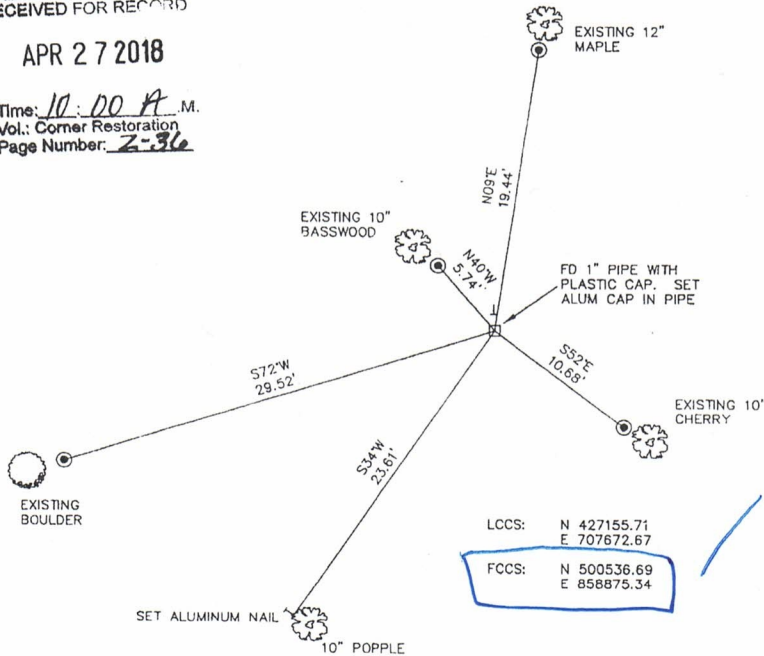 RECEIVED FOR RECORD
APR 27 2018
Time: 10:00 A .M.
Vol.: Corner Restoration
Page Number: Z-36
EXISTING 12"
MAPLE
N09°E
19.44'
EXISTING 10"
BASSWOOD
N40°W
5.74'
FD 1" PIPE WITH
PLASTIC CAP. SET
ALUM CAP IN PIPE
S72°W
29.52'
S52°E
10.68'
EXISTING 10"
CHERRY
S34°W
23.61'
EXISTING
BOULDER
LCCS: N 427155.71
E 707672.67
FCCS: N 500536.69
E 858875.34
SET ALUMINUM NAIL
10" POPPLE